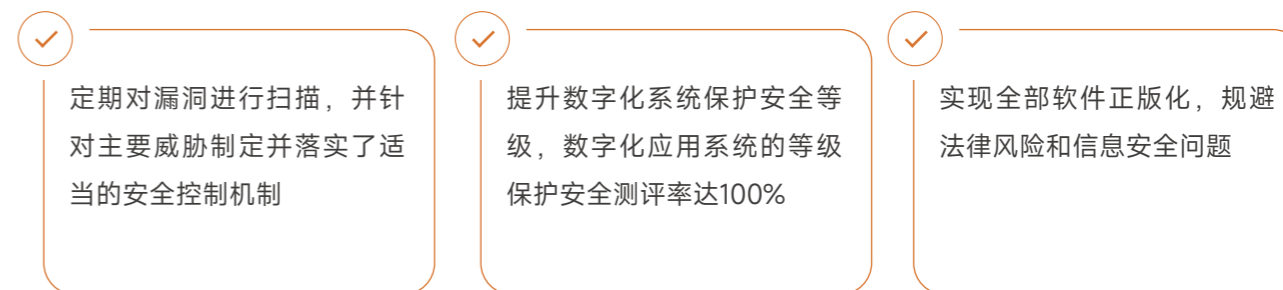 定期对漏洞进行扫描，并针
对主要威胁制定并落实了适
当的安全控制机制
提升数字化系统保护安全等
级，数字化应用系统的等级
保护安全测评率达100%
实现全部软件正版化，规避
法律风险和信息安全问题